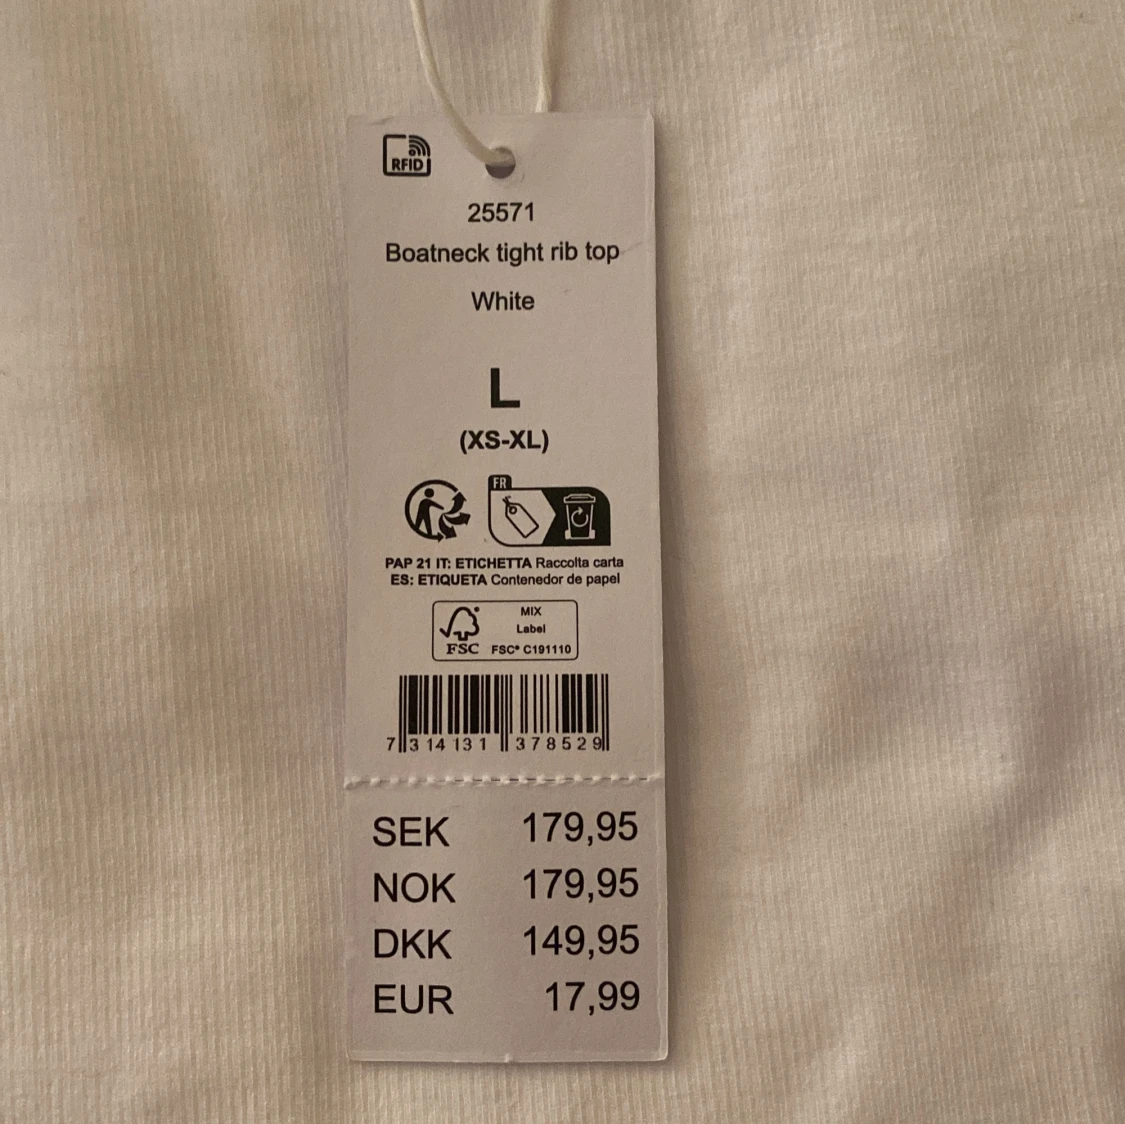 RFID
25571
Boatneck tight rib top
White
L
(XS-XL)
FR
PAP 21 IT: ETICHETTA Raccolta carta
ES: ETIQUETA Contenedor de papel
MIX
Label
FSC FSC® C191110
7 314131 378529
SEK 179,95
NOK 179,95
DKK 149,95
EUR 17,99